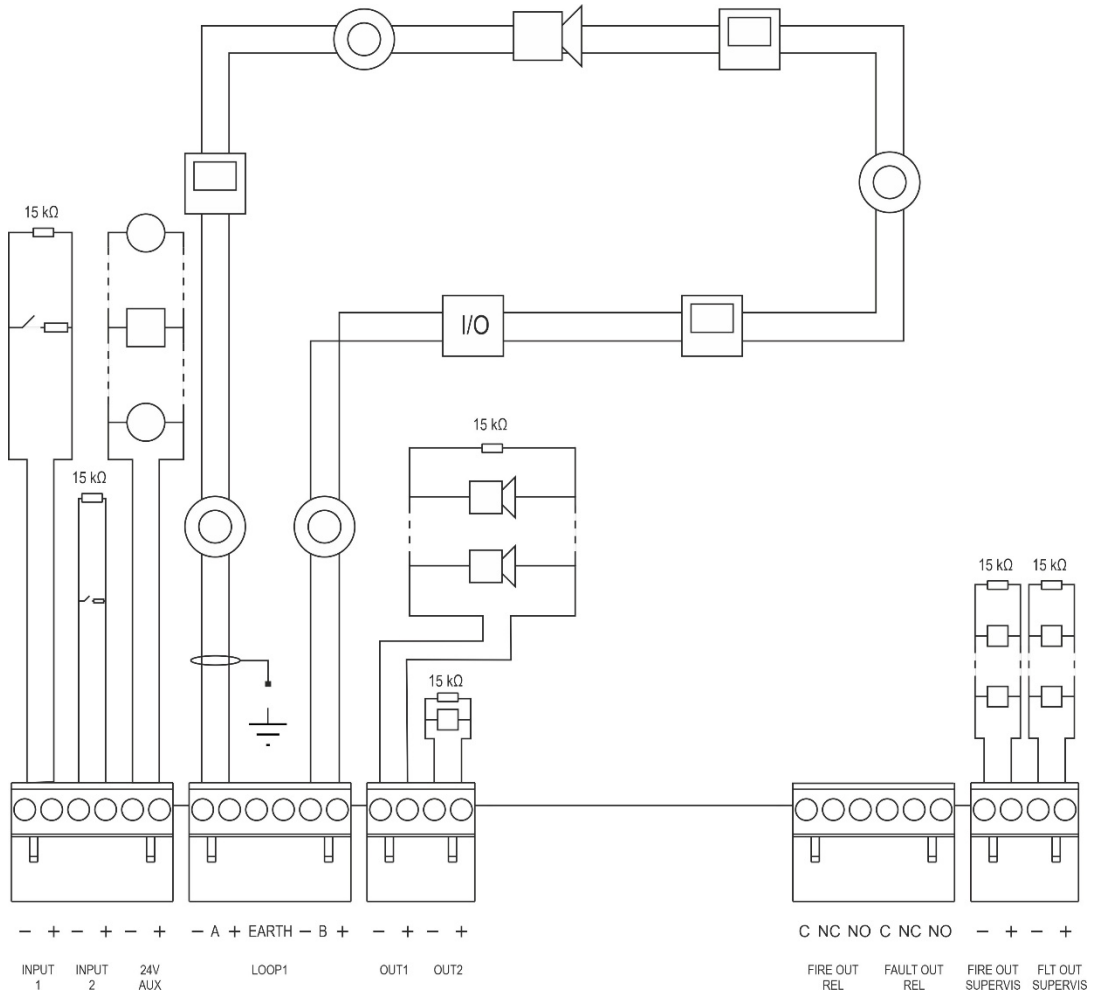 15 kΩ
I/O
15 kΩ
15 kΩ
15 kΩ 15 kΩ
15 kΩ
− + − + − + − A + EARTH − B + − + − + C NC NO C NC NO − + − +
INPUT 1
INPUT 2
24V AUX
LOOP1
OUT1
OUT2
FIRE OUT REL
FAULT OUT REL
FIRE OUT SUPERVIS
FLT OUT SUPERVIS